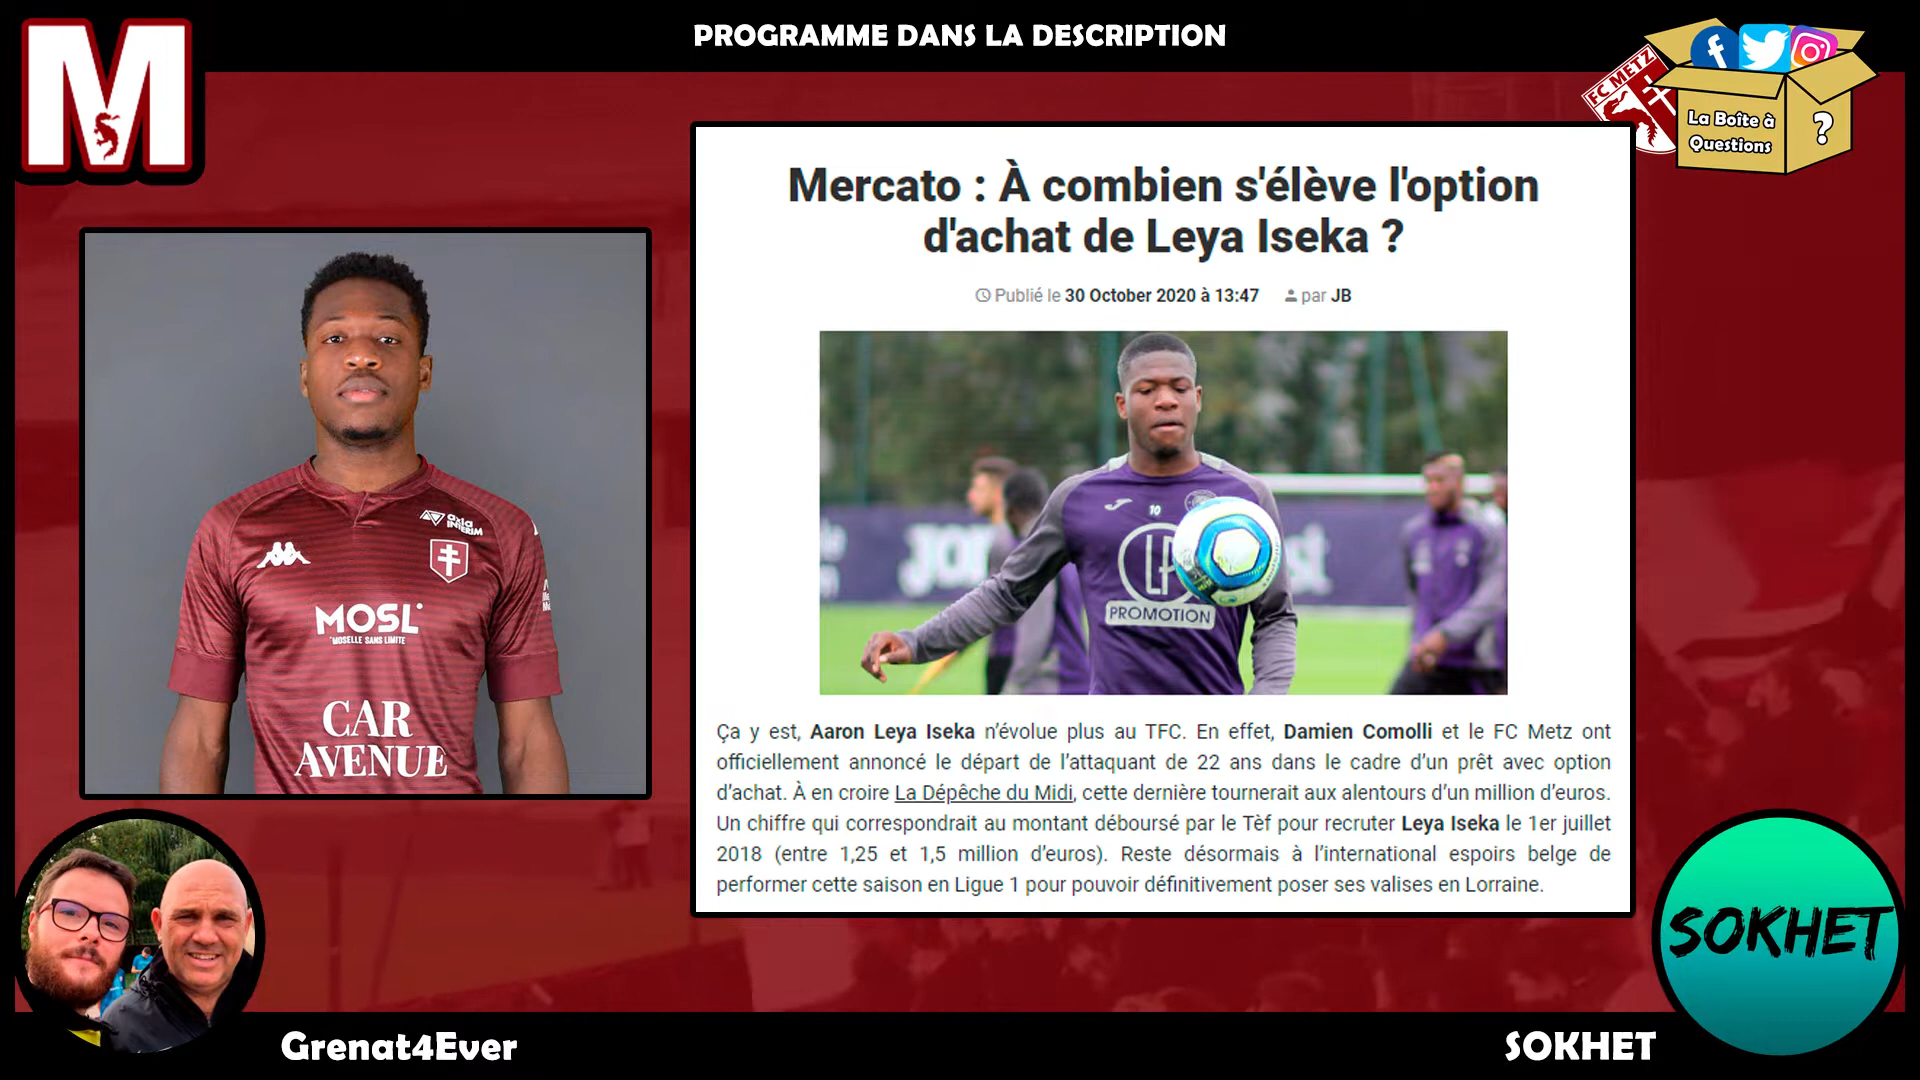 PROGRAMME DANS LA DESCRIPTION
M
FC METZ
La Boîte à
Questions
?
Mercato : À combien s'élève l'option
d'achat de Leya Iseka ?
Publié le 30 October 2020 à 13:47 par JB
axia
INTERIM
MOSL
MOSELLE SANS LIMITE
CAR
AVENUE
10
LP
PROMOTION
Ça y est, Aaron Leya Iseka n’évolue plus au TFC. En effet, Damien Comolli et le FC Metz ont
officiellement annoncé le départ de l’attaquant de 22 ans dans le cadre d’un prêt avec option
d’achat. À en croire La Dépêche du Midi, cette dernière tournerait aux alentours d’un million d’euros.
Un chiffre qui correspondrait au montant déboursé par le Tèf pour recruter Leya Iseka le 1er juillet
2018 (entre 1,25 et 1,5 million d’euros). Reste désormais à l’international espoirs belge de
performer cette saison en Ligue 1 pour pouvoir définitivement poser ses valises en Lorraine.
SOKHET
Grenat4Ever
SOKHET